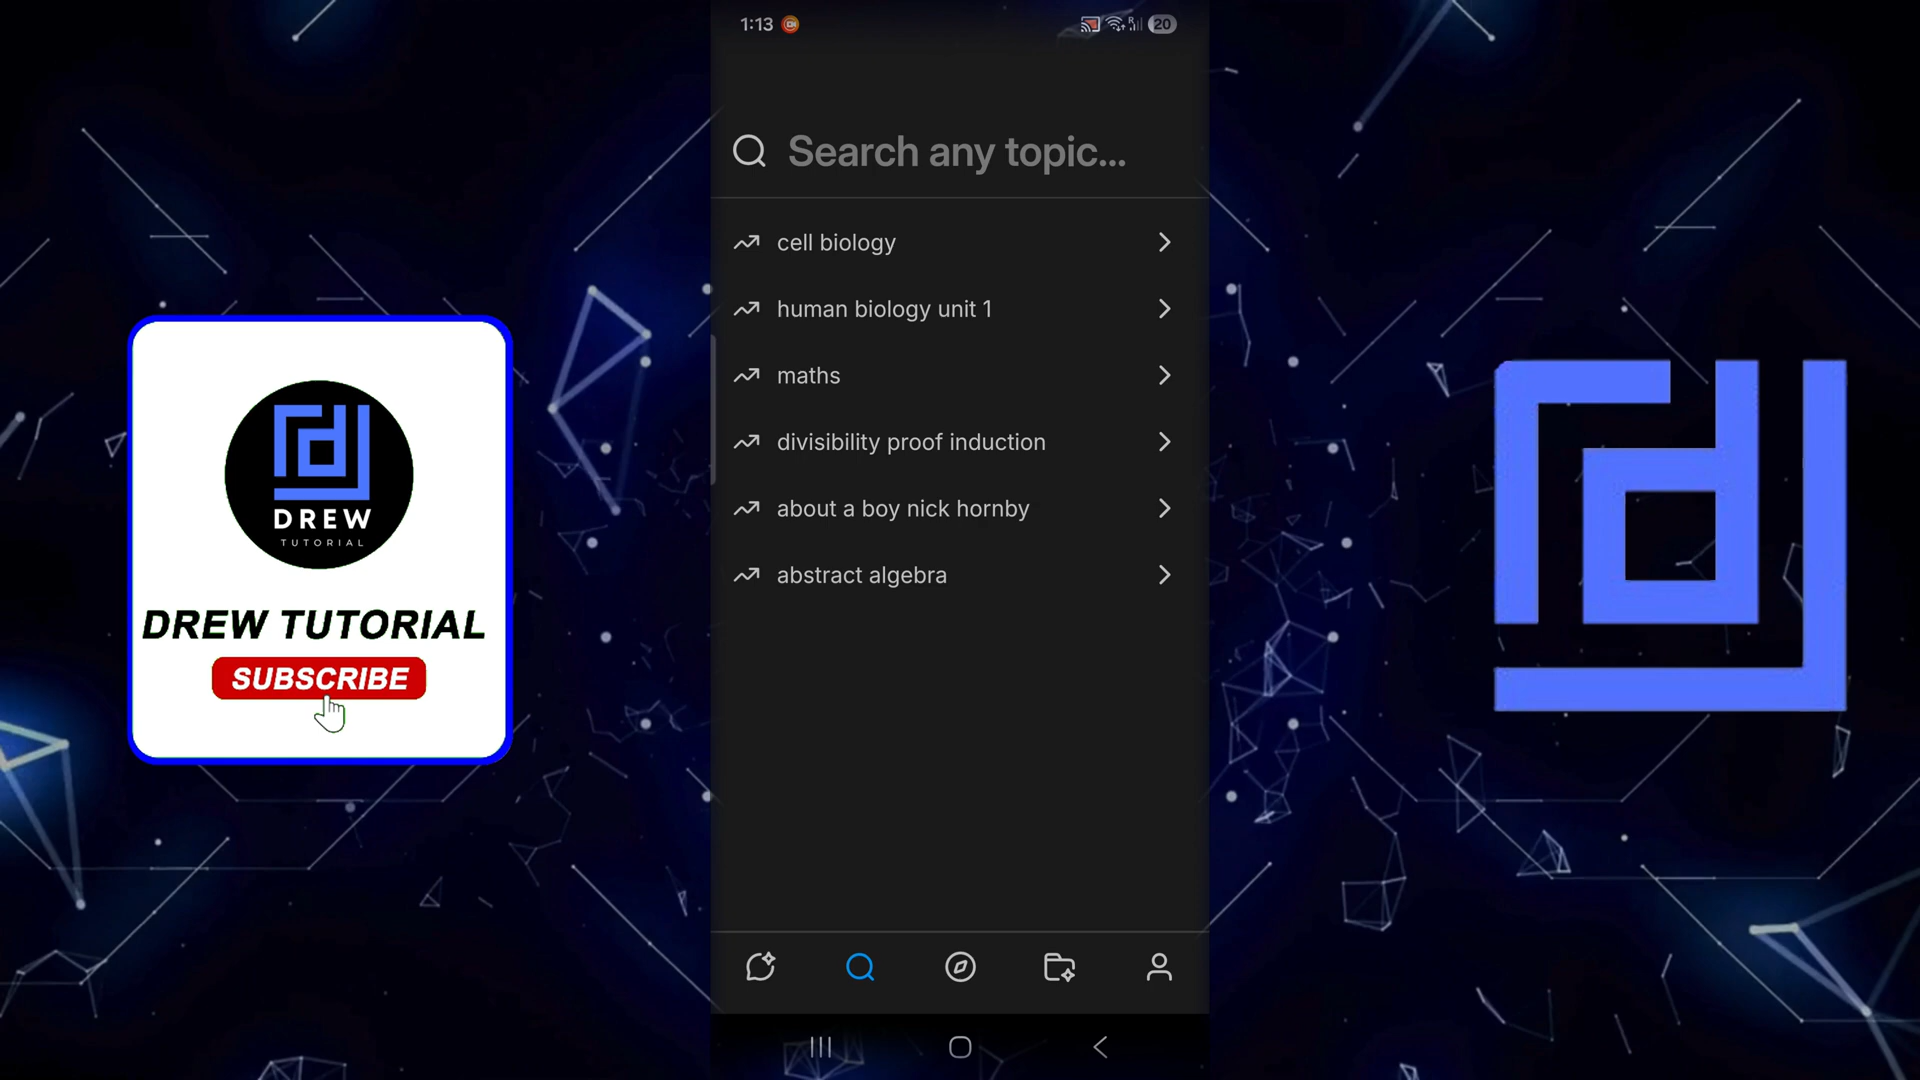 1:13
20
Search any topic...
cell biology
human biology unit 1
maths
divisibility proof induction
about a boy nick hornby
abstract algebra
DREW
TUTORIAL
DREW TUTORIAL
SUBSCRIBE